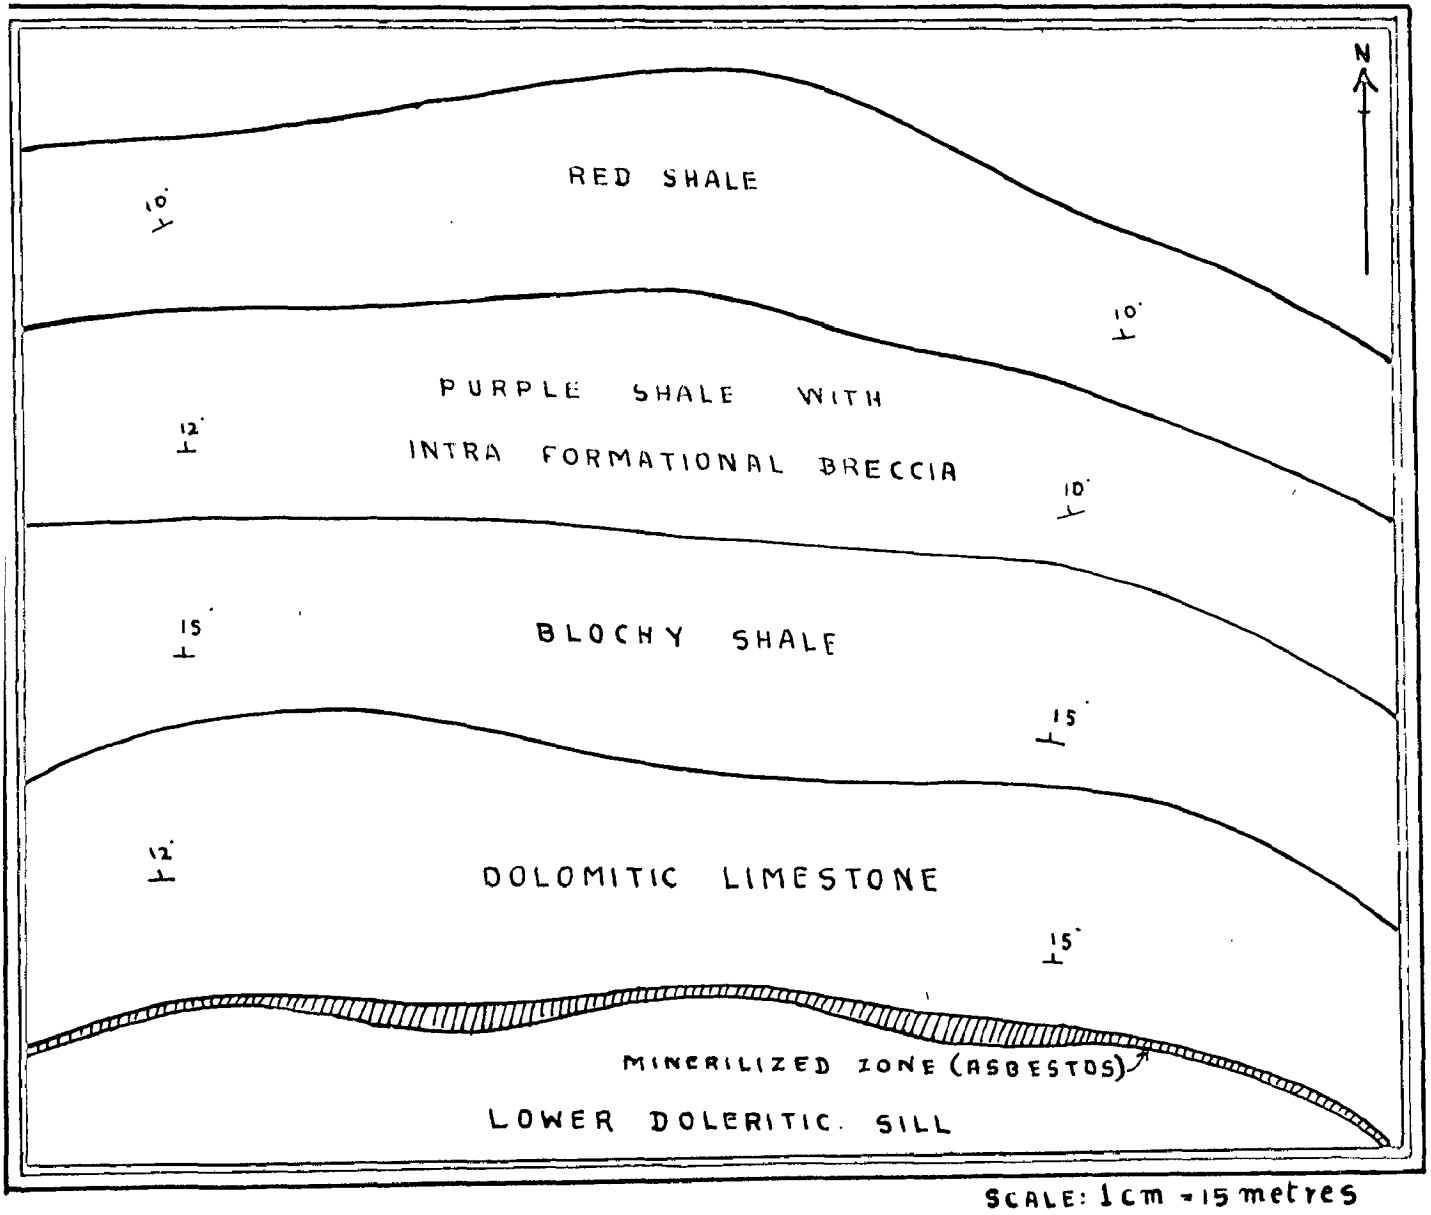 N
RED SHALE
10°
10°
PURPLE SHALE WITH
INTRA FORMATIONAL BRECCIA
12°
10°
15°
BLOCHY SHALE
15°
12°
DOLOMITIC LIMESTONE
15°
MINERILIZED ZONE (ASBESTOS)
LOWER DOLERITIC. SILL
SCALE: 1cm = 15 metres